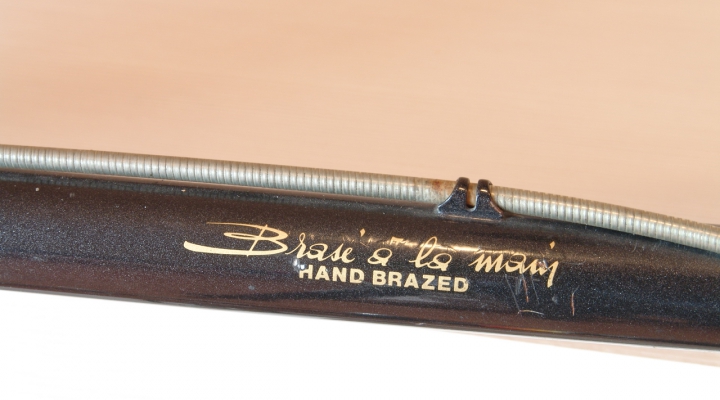 Brasé à la main
HAND BRAZED